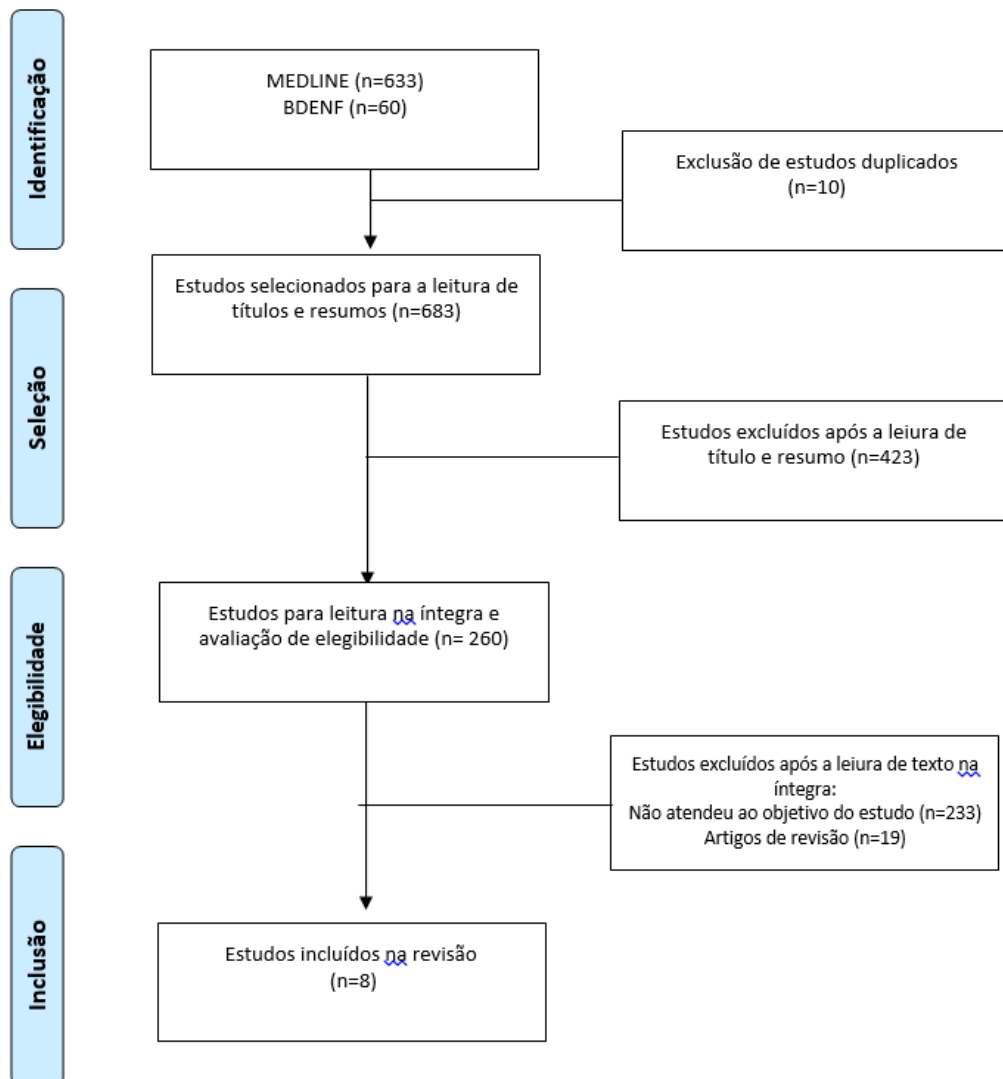 Identificação
MEDLINE (n=633)
BDENF (n=60)
Exclusão de estudos duplicados
(n=10)
Seleção
Estudos selecionados para a leitura de
títulos e resumos (n=683)
Estudos excluídos após a leiura de
título e resumo (n=423)
Elegibilidade
Estudos para leitura na íntegra e
avaliação de elegibilidade (n= 260)
Estudos excluídos após a leiura de texto na
íntegra:
Não atendeu ao objetivo do estudo (n=233)
Artigos de revisão (n=19)
Inclusão
Estudos incluídos na revisão
(n=8)